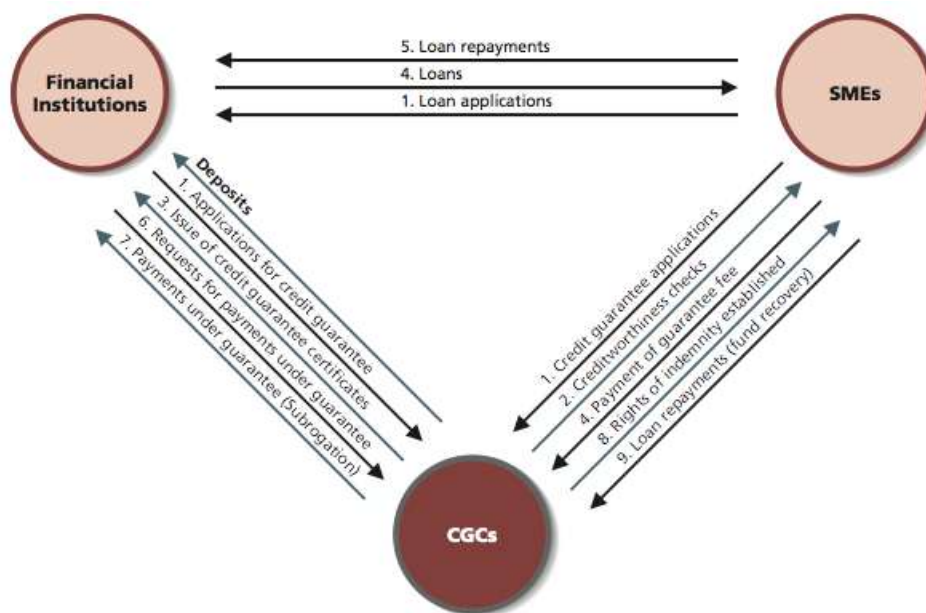 5. Loan repayments
Financial
Institutions
4. Loans
SMEs
1. Loan applications
Deposits
1. Applications for credit guarantee
3. Issue of credit guarantee certificates
6. Requests for payments under guarantee
7. Payments under guarantee (Subrogation)
1. Credit guarantee applications
2. Creditworthiness checks
4. Payment of guarantee fee
8. Rights of indemnity established
9. Loan repayments (fund recovery)
CGCs